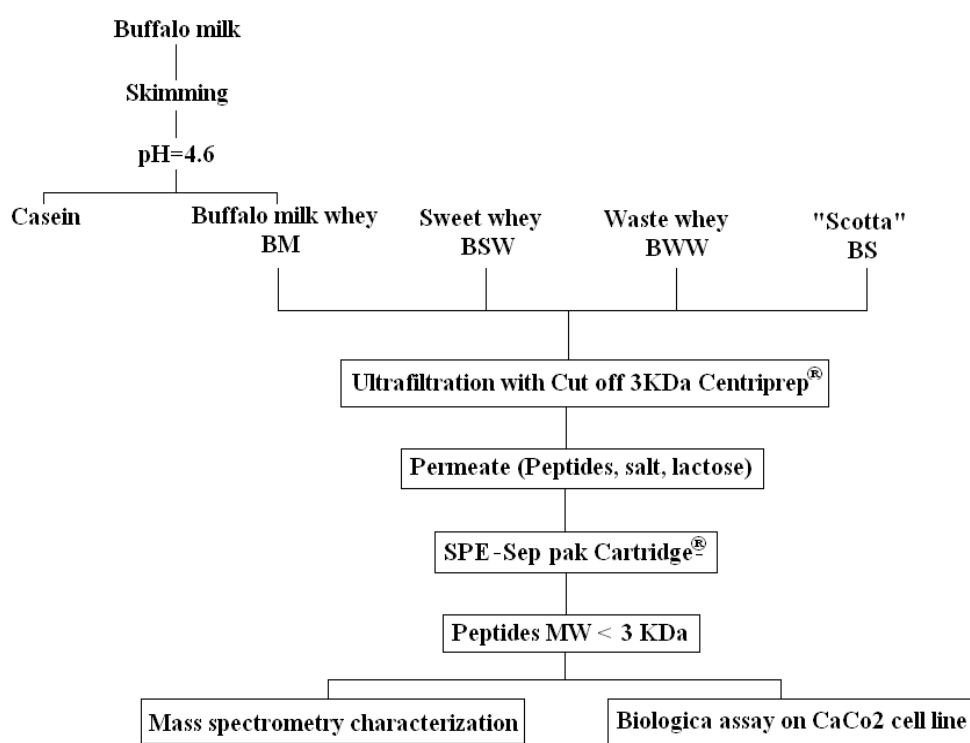 Buffalo milk
Skimming
pH=4.6
Casein
Buffalo milk whey
BM
Sweet whey
BSW
Waste whey
BWW
"Scotta"
BS
Ultrafiltration with Cut off 3KDa Centriprep®
Permeate (Peptides, salt, lactose)
SPE-Sep pak Cartridge®
Peptides MW < 3 KDa
Mass spectrometry characterization
Biologica assay on CaCo2 cell line